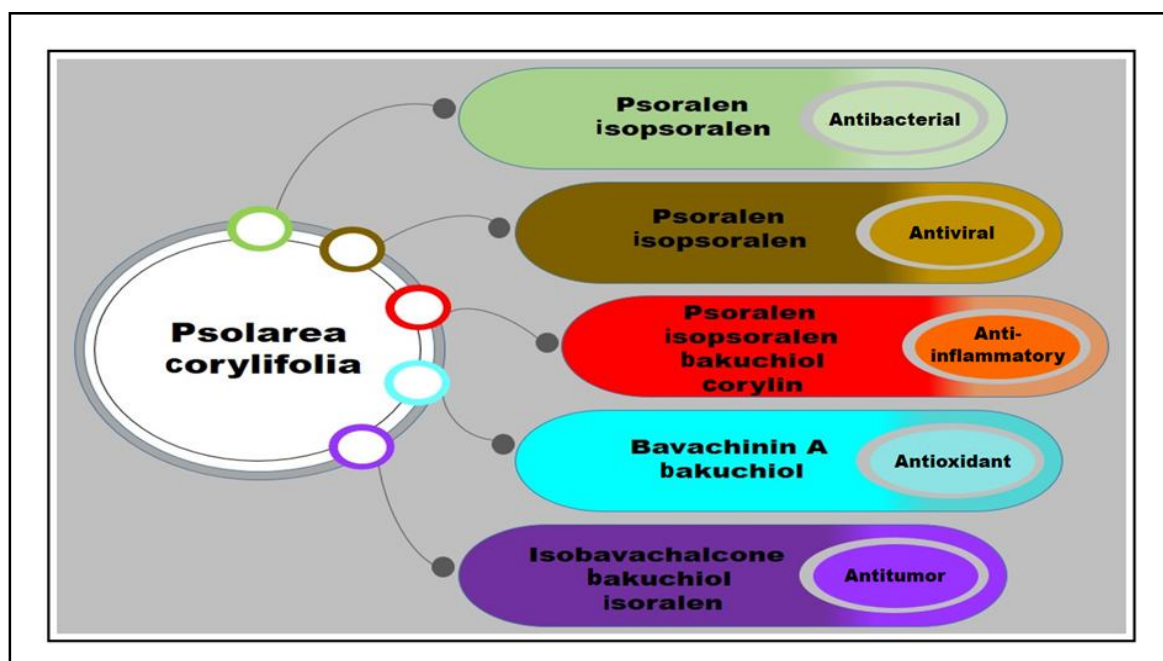 Psolarea
corylifolia
Psoralen
isopsoralen
Antibacterial
Psoralen
isopsoralen
Antiviral
Psoralen
isopsoralen
bakuchiol
corylin
Anti-
inflammatory
Bavachinin A
bakuchiol
Antioxidant
Isobavachalcone
bakuchiol
isoralen
Antitumor